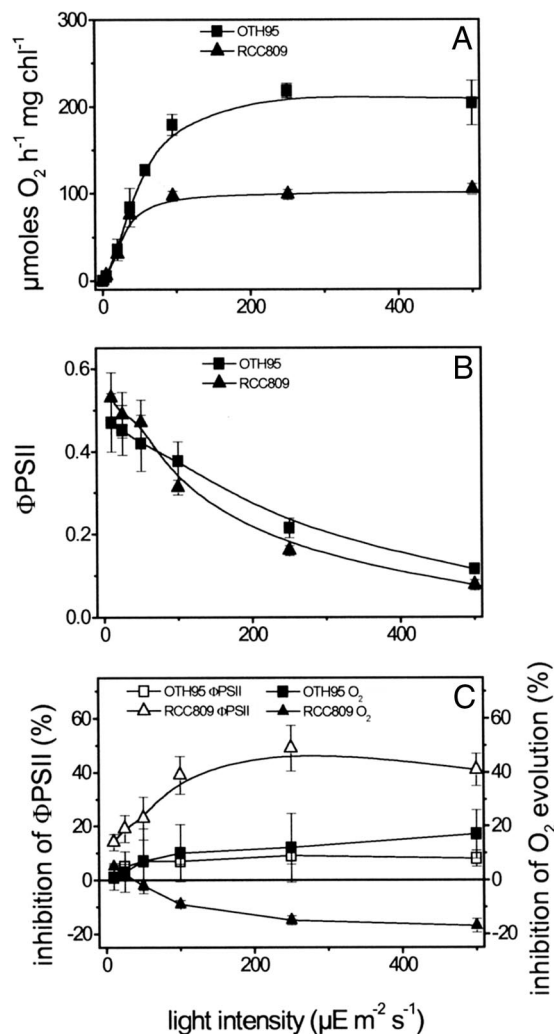 A
OTH95
RCC809
300
200
100
0
µmoles O₂ h⁻¹ mg chl⁻¹
0 200 400
B
OTH95
RCC809
0.6
0.4
0.2
0.0
ΦPSII
0 200 400
C
OTH95 ΦPSII OTH95 O₂
RCC809 ΦPSII RCC809 O₂
60 60
40 40
20 20
0 0
-20 -20
inhibition of ΦPSII (%)
inhibition of O₂ evolution (%)
0 200 400
light intensity (µE m⁻² s⁻¹)